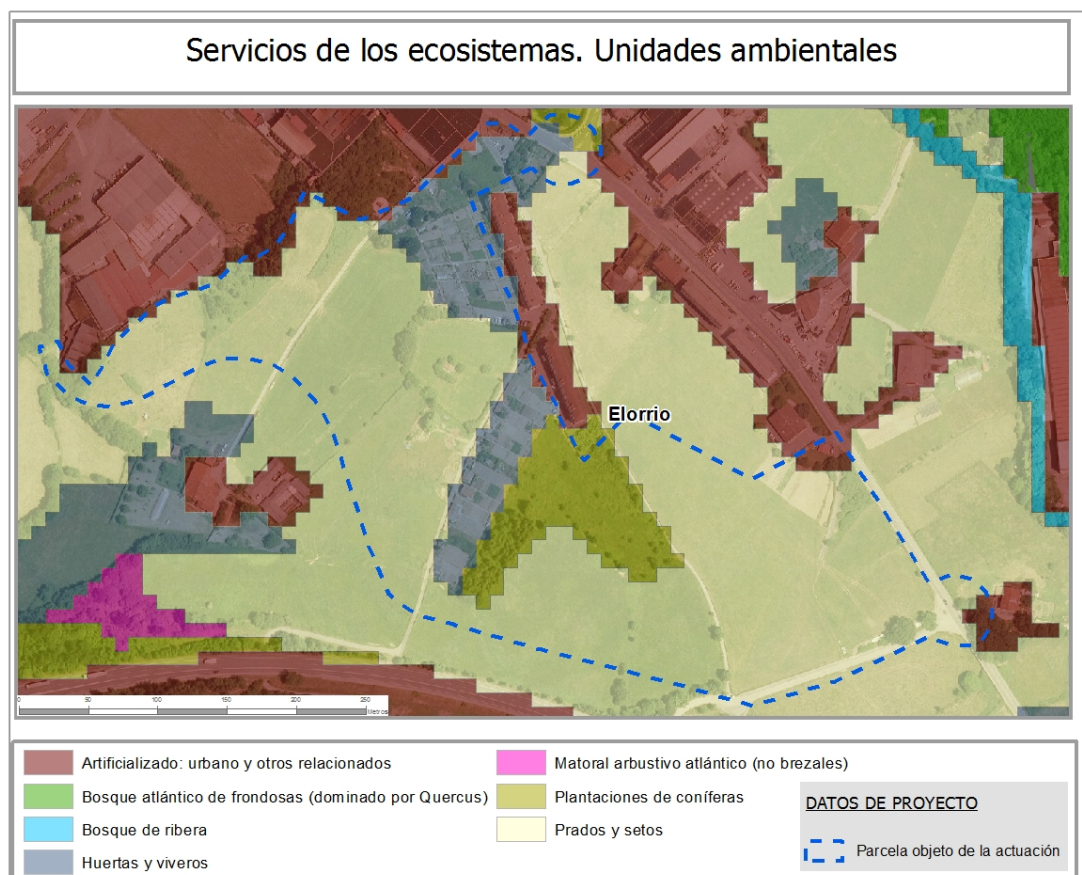 Servicios de los ecosistemas. Unidades ambientales
Elorrio
0 50 100 150 200 250
Metros
Artificializado: urbano y otros relacionados
Bosque atlántico de frondosas (dominado por Quercus)
Bosque de ribera
Huertas y viveros
Matoral arbustivo atlántico (no brezales)
Plantaciones de coníferas
Prados y setos
DATOS DE PROYECTO
Parcela objeto de la actuación